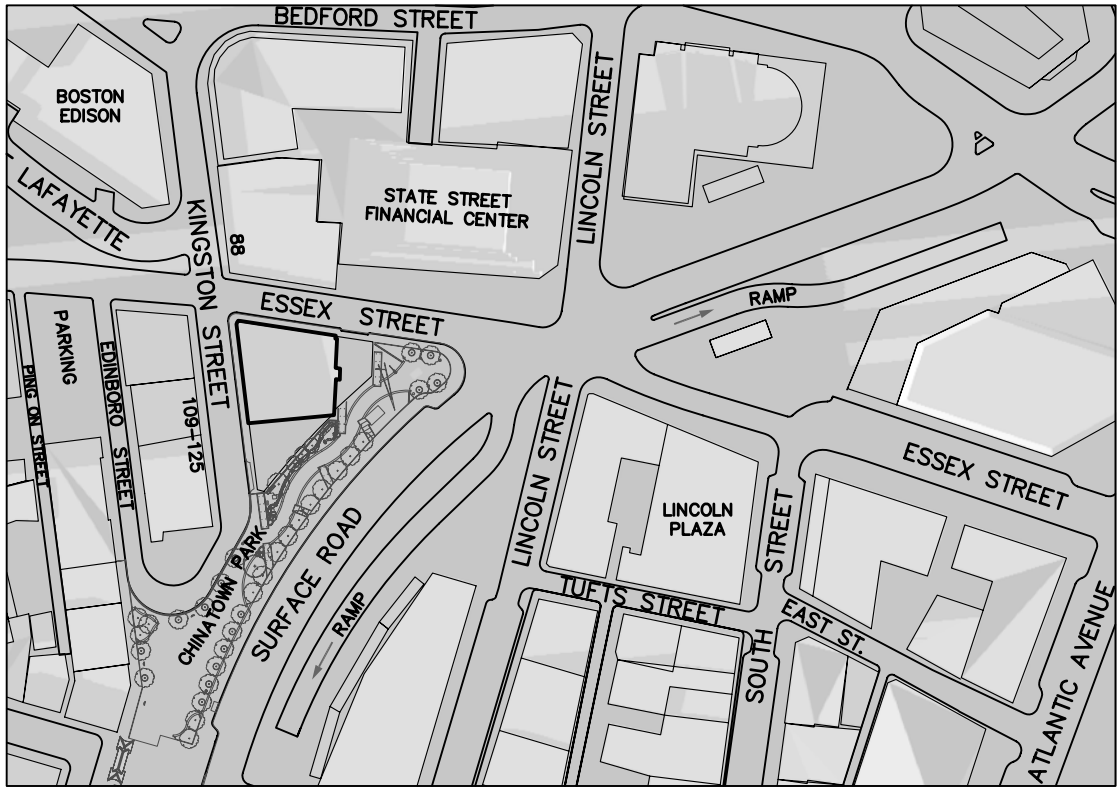 BEDFORD STREET
BOSTON
EDISON
LINCOLN STREET
LAFAYETTE
KINGSTON STREET
88
STATE STREET
FINANCIAL CENTER
ESSEX STREET
RAMP
PARKING
EDINBORO STREET
PING ON STREET
109-125
LINCOLN STREET
LINCOLN
PLAZA
ESSEX STREET
SOUTH STREET
CHINATOWN PARK
SURFACE ROAD
RAMP
TUFTS STREET
EAST ST.
ATLANTIC AVENUE